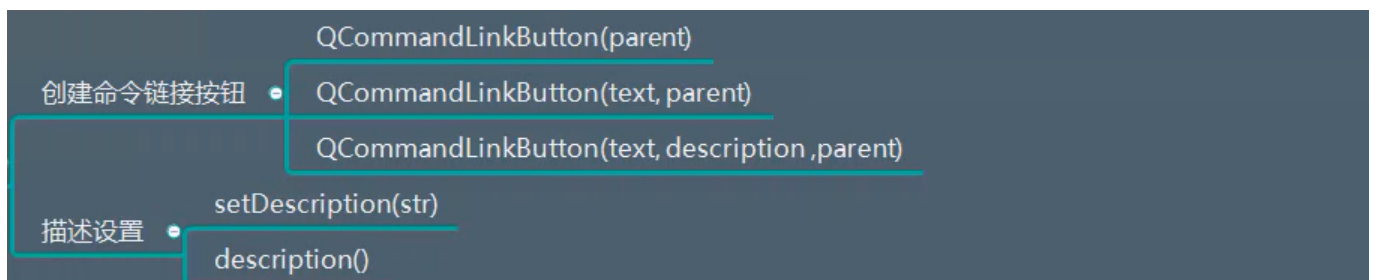 QCommandLinkButton(parent)
创建命令链接按钮
QCommandLinkButton(text, parent)
QCommandLinkButton(text, description ,parent)
setDescription(str)
描述设置
description()